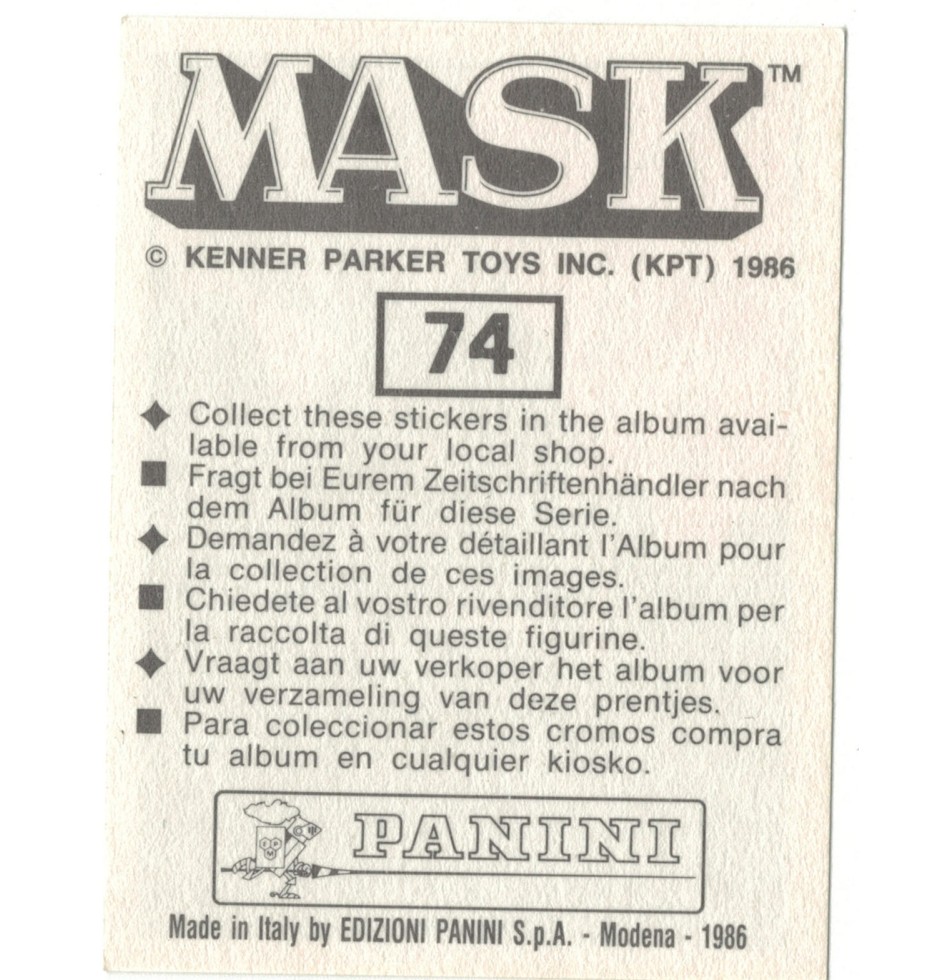 MASK™
© KENNER PARKER TOYS INC. (KPT) 1986
74
Collect these stickers in the album avai-
lable from your local shop.
Fragt bei Eurem Zeitschriftenhändler nach
dem Album für diese Serie.
Demandez à votre détaillant l'Album pour
la collection de ces images.
Chiedete al vostro rivenditore l'album per
la raccolta di queste figurine.
Vraagt aan uw verkoper het album voor
uw verzameling van deze prentjes.
Para coleccionar estos cromos compra
tu album en cualquier kiosko.
PANINI
Made in Italy by EDIZIONI PANINI S.p.A. - Modena - 1986